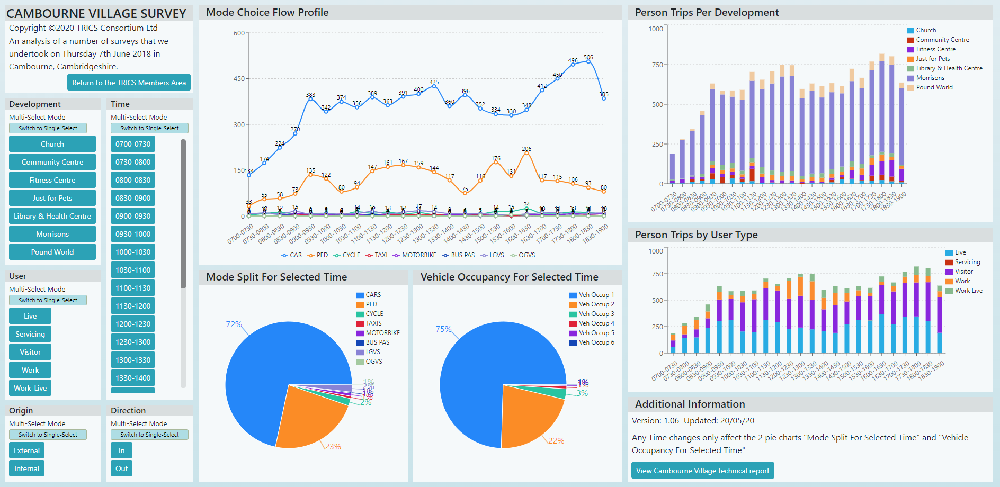 CAMBOURNE VILLAGE SURVEY
Copyright ©2020 TRICS Consortium Ltd
An analysis of a number of surveys that we
undertook on Thursday 7th June 2018 in
Cambourne, Cambridgeshire.
Return to the TRICS Members Area
Development
Multi-Select Mode
Switch to Single-Select
Church
Community Centre
Fitness Centre
Just for Pets
Library & Health Centre
Morrisons
Pound World
Time
Multi-Select Mode
Switch to Single-Select
0700-0730
0730-0800
0800-0830
0830-0900
0900-0930
0930-1000
1000-1030
1030-1100
1100-1130
1130-1200
1200-1230
1230-1300
1300-1330
1330-1400
User
Multi-Select Mode
Switch to Single-Select
Live
Servicing
Visitor
Work
Work-Live
Origin
Multi-Select Mode
Switch to Single-Select
External
Internal
Direction
Multi-Select Mode
Switch to Single-Select
In
Out
Mode Choice Flow Profile
600
450
300
150
0
134 174 224 270 383 342 374 356 389 363 391 400 425 360 396 352 334 330 348 412 450 496 506 385
33 55 58 73 135 122 80 94 147 161 167 159 144 117 75 116 176 131 206 117 115 106 93 80
0700-0730 0730-0800 0800-0830 0830-0900 0900-0930 0930-1000 1000-1030 1030-1100 1100-1130 1130-1200 1200-1230 1230-1300 1300-1330 1330-1400 1400-1430 1430-1500 1500-1530 1530-1600 1600-1630 1630-1700 1700-1730 1730-1800 1800-1830 1830-1900
CAR PED CYCLE TAXI MOTORBIKE BUS PAS LGVS OGVS
Mode Split For Selected Time
CARS
PED
CYCLE
TAXIS
MOTORBIKE
BUS PAS
LGVS
OGVS
72%
1%
2%
1%
1%
1%
2%
23%
Vehicle Occupancy For Selected Time
Veh Occup 1
Veh Occup 2
Veh Occup 3
Veh Occup 4
Veh Occup 5
Veh Occup 6
75%
1%
1%
3%
22%
Person Trips Per Development
1000
750
500
250
0
0700-0730 0730-0800 0800-0830 0830-0900 0900-0930 0930-1000 1000-1030 1030-1100 1100-1130 1130-1200 1200-1230 1230-1300 1300-1330 1330-1400 1400-1430 1430-1500 1500-1530 1530-1600 1600-1630 1630-1700 1700-1730 1730-1800 1800-1830 1830-1900
Church
Community Centre
Fitness Centre
Just for Pets
Library & Health Centre
Morrisons
Pound World
Person Trips by User Type
1000
750
500
250
0
0700-0730 0730-0800 0800-0830 0830-0900 0900-0930 0930-1000 1000-1030 1030-1100 1100-1130 1130-1200 1200-1230 1230-1300 1300-1330 1330-1400 1400-1430 1430-1500 1500-1530 1530-1600 1600-1630 1630-1700 1700-1730 1730-1800 1800-1830 1830-1900
Live
Servicing
Visitor
Work
Work Live
Additional Information
Version: 1.06 Updated: 20/05/20
Any Time changes only affect the 2 pie charts "Mode Split For Selected Time" and "Vehicle
Occupancy For Selected Time"
View Cambourne Village technical report